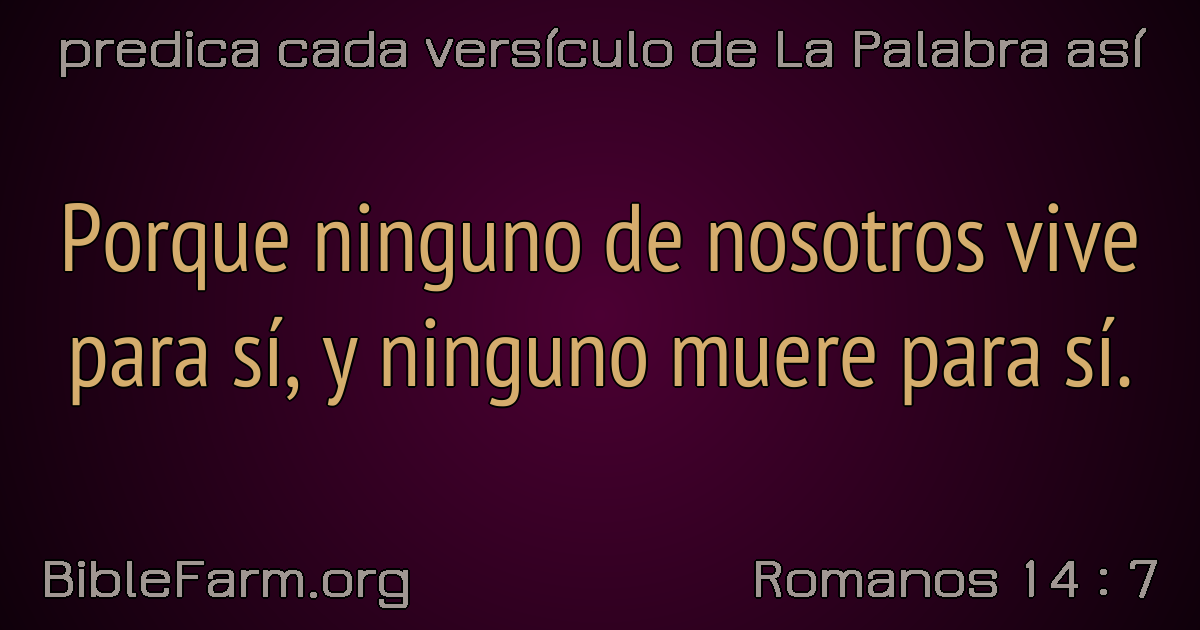 predica cada versículo de La Palabra así
Porque ninguno de nosotros vive
para sí, y ninguno muere para sí.
BibleFarm.org
Romanos 14 : 7